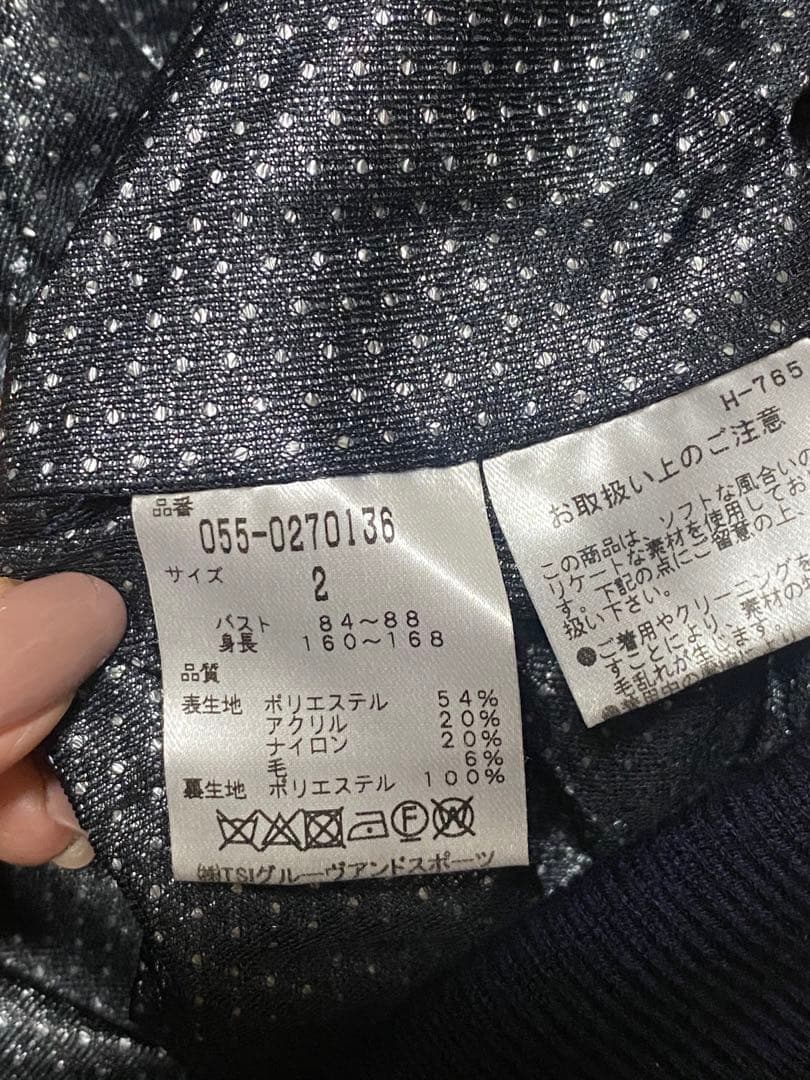 品番
055-0270136
サイズ
2
バスト 84～88
身長 160～168
品質
表生地 ポリエステル 54%
アクリル 20%
ナイロン 20%
毛 6%
裏生地 ポリエステル 100%
F W
㈱TSIグルーヴアンドスポーツ
H-765
お取扱い上のご注意
この商品は、ソフトな風合いの
リケートな素材を使用してお
す。下記の点にご留意の上、
扱い下さい。
●ご着用やクリーニングを
すことにより、素材の
毛乱れが生じます